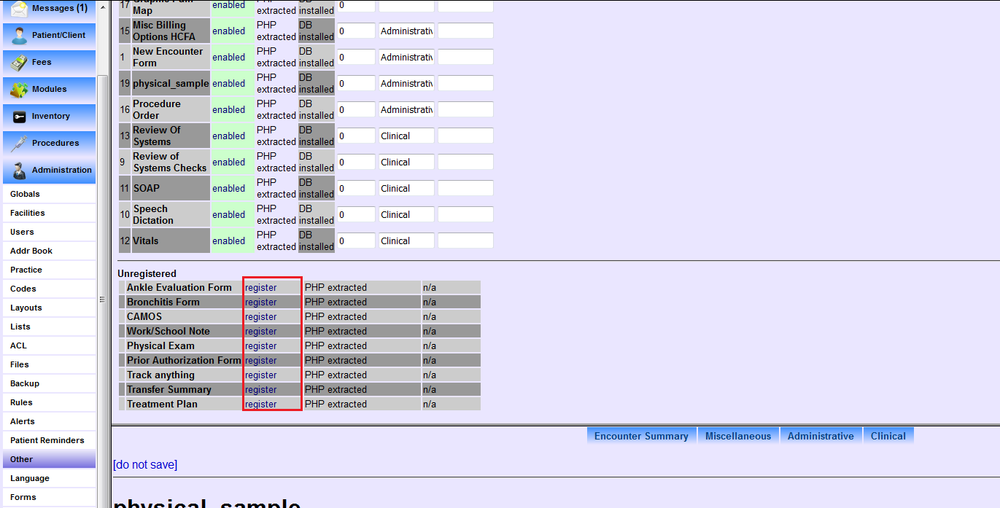 Messages (1)
Patient/Client
Fees
Modules
Inventory
Procedures
Administration
Globals
Facilities
Users
Addr Book
Practice
Codes
Layouts
Lists
ACL
Files
Backup
Rules
Alerts
Patient Reminders
Other
Language
Forms
17 Graphic Pain Map enabled PHP extracted DB installed 0
15 Misc Billing Options HCFA enabled PHP extracted DB installed 0 Administrativ
1 New Encounter Form enabled PHP extracted DB installed 0 Administrativ
19 physical_sample enabled PHP extracted DB installed 0 Administrativ
16 Procedure Order enabled PHP extracted DB installed 0 Administrativ
13 Review Of Systems enabled PHP extracted DB installed 0 Clinical
9 Review of Systems Checks enabled PHP extracted DB installed 0 Clinical
11 SOAP enabled PHP extracted DB installed 0 Clinical
10 Speech Dictation enabled PHP extracted DB installed 0 Clinical
12 Vitals enabled PHP extracted DB installed 0 Clinical
Unregistered
Ankle Evaluation Form register PHP extracted n/a
Bronchitis Form register PHP extracted n/a
CAMOS register PHP extracted n/a
Work/School Note register PHP extracted n/a
Physical Exam register PHP extracted n/a
Prior Authorization Form register PHP extracted n/a
Track anything register PHP extracted n/a
Transfer Summary register PHP extracted n/a
Treatment Plan register PHP extracted n/a
Encounter Summary Miscellaneous Administrative Clinical
[do not save]
physical_sample